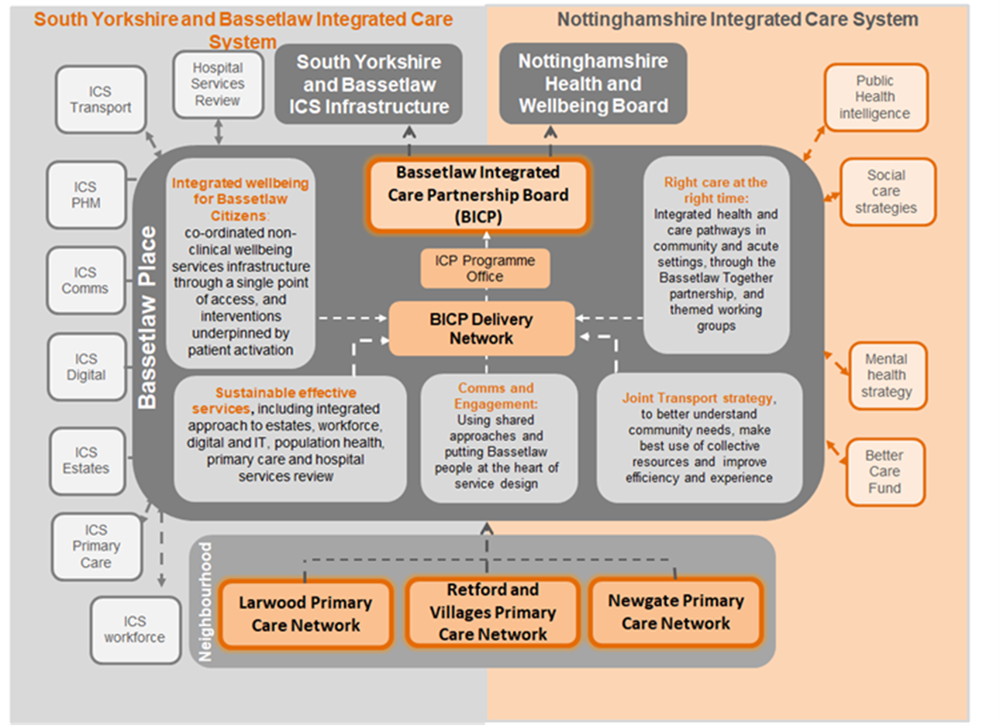 South Yorkshire and Bassetlaw Integrated Care
System
Nottinghamshire Integrated Care System
ICS
Transport
Hospital
Services
Review
South Yorkshire
and Bassetlaw
ICS Infrastructure
Nottinghamshire
Health and
Wellbeing Board
Public
Health
intelligence
ICS
PHM
ICS
Comms
ICS
Digital
ICS
Estates
ICS
Primary
Care
ICS
workforce
Bassetlaw Place
Integrated wellbeing
for Bassetlaw
Citizens:
co-ordinated non-
clinical wellbeing
services infrastructure
through a single point
of access, and
interventions
underpinned by
patient activation
Bassetlaw Integrated
Care Partnership Board
(BICP)
ICP Programme
Office
BICP Delivery
Network
Right care at the
right time:
Integrated health and
care pathways in
community and acute
settings, through the
Bassetlaw Together
partnership, and
themed working
groups
Social
care
strategies
Mental
health
strategy
Better
Care
Fund
Sustainable effective
services, including integrated
approach to estates, workforce,
digital and IT, population health,
primary care and hospital
services review
Comms and
Engagement:
Using shared
approaches and
putting Bassetlaw
people at the heart of
service design
Joint Transport strategy,
to better understand
community needs, make
best use of collective
resources and improve
efficiency and experience
Neighbourhood
Larwood Primary
Care Network
Retford and
Villages Primary
Care Network
Newgate Primary
Care Network